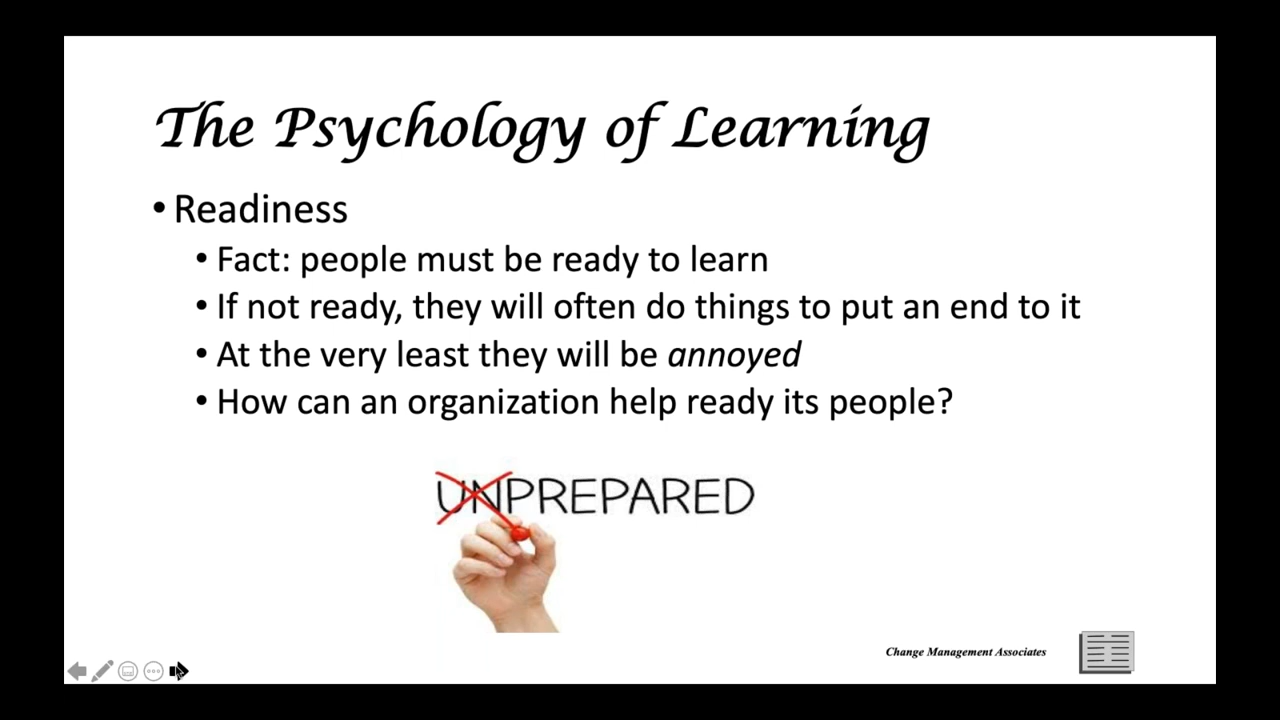 The Psychology of Learning
• Readiness
• Fact: people must be ready to learn
• If not ready, they will often do things to put an end to it
• At the very least they will be annoyed
• How can an organization help ready its people?
UNPREPARED
Change Management Associates